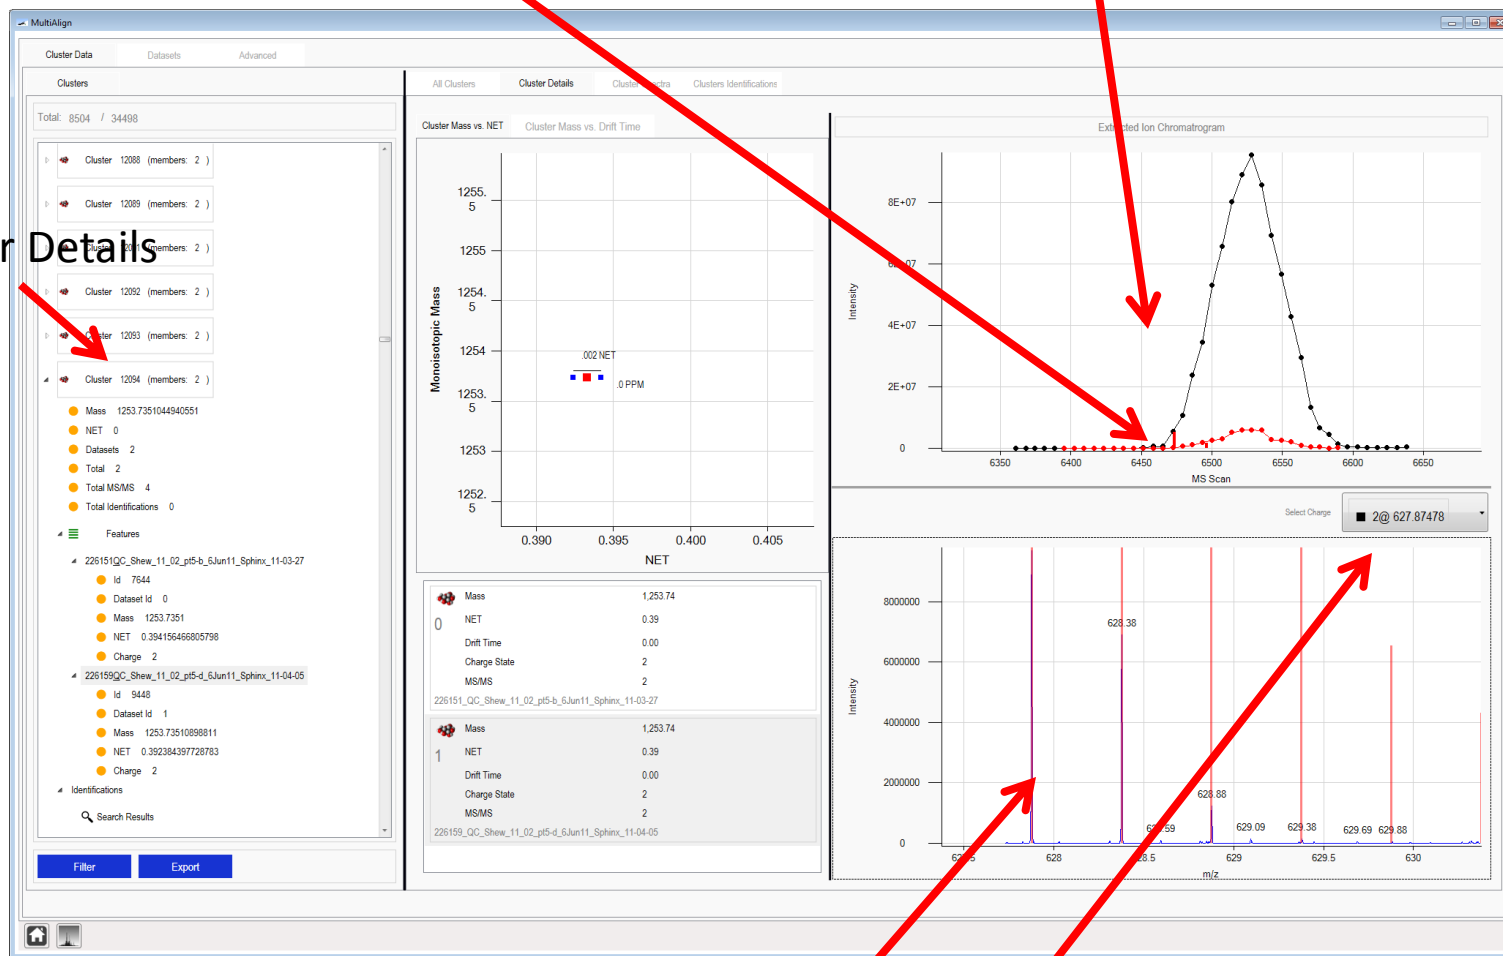 MultiAlign
Cluster Data Datasets Advanced
Clusters
Total: 8504 / 34498
Cluster 12088 (members: 2 )
Cluster 12089 (members: 2 )
r Details
(members: 2 )
Cluster 12092 (members: 2 )
Cluster 12093 (members: 2 )
Cluster 12094 (members: 2 )
Mass 1253.7351044940551
NET 0
Datasets 2
Total 2
Total MS/MS 4
Total Identifications 0
Features
226151QC_Shew_11_02_pt5-b_6Jun11_Sphinx_11-03-27
Id 7644
Dataset Id 0
Mass 1253.7351
NET 0.394156466805798
Charge 2
226159QC_Shew_11_02_pt5-d_6Jun11_Sphinx_11-04-05
Id 9448
Dataset Id 1
Mass 1253.73510898811
NET 0.392384397728783
Charge 2
Identifications
Search Results
Filter Export
All Clusters Cluster Details Cluster Clusters Identifications
Cluster Mass vs. NET Cluster Mass vs. Drift Time
Monoisotopic Mass
1255.
5
1255
1254.
5
1254
1253.
5
1253
1252.
5
.002 NET
.0 PPM
0.390 0.395 0.400 0.405
NET
Mass 1,253.74
0 NET 0.39
Drift Time 0.00
Charge State 2
MS/MS 2
226151_QC_Shew_11_02_pt5-b_6Jun11_Sphinx_11-03-27
Mass 1,253.74
1 NET 0.39
Drift Time 0.00
Charge State 2
MS/MS 2
226159_QC_Shew_11_02_pt5-d_6Jun11_Sphinx_11-04-05
Extracted Ion Chromatogram
Intensity
8E+07
4E+07
2E+07
0
6350 6400 6450 6500 6550 6600 6650
MS Scan
Select Charge 2@ 627.87478
Intensity
8000000
6000000
4000000
2000000
0
628.38
628.88
629.09 629.38 629.69 629.88
628 629 629.5 630
m/z